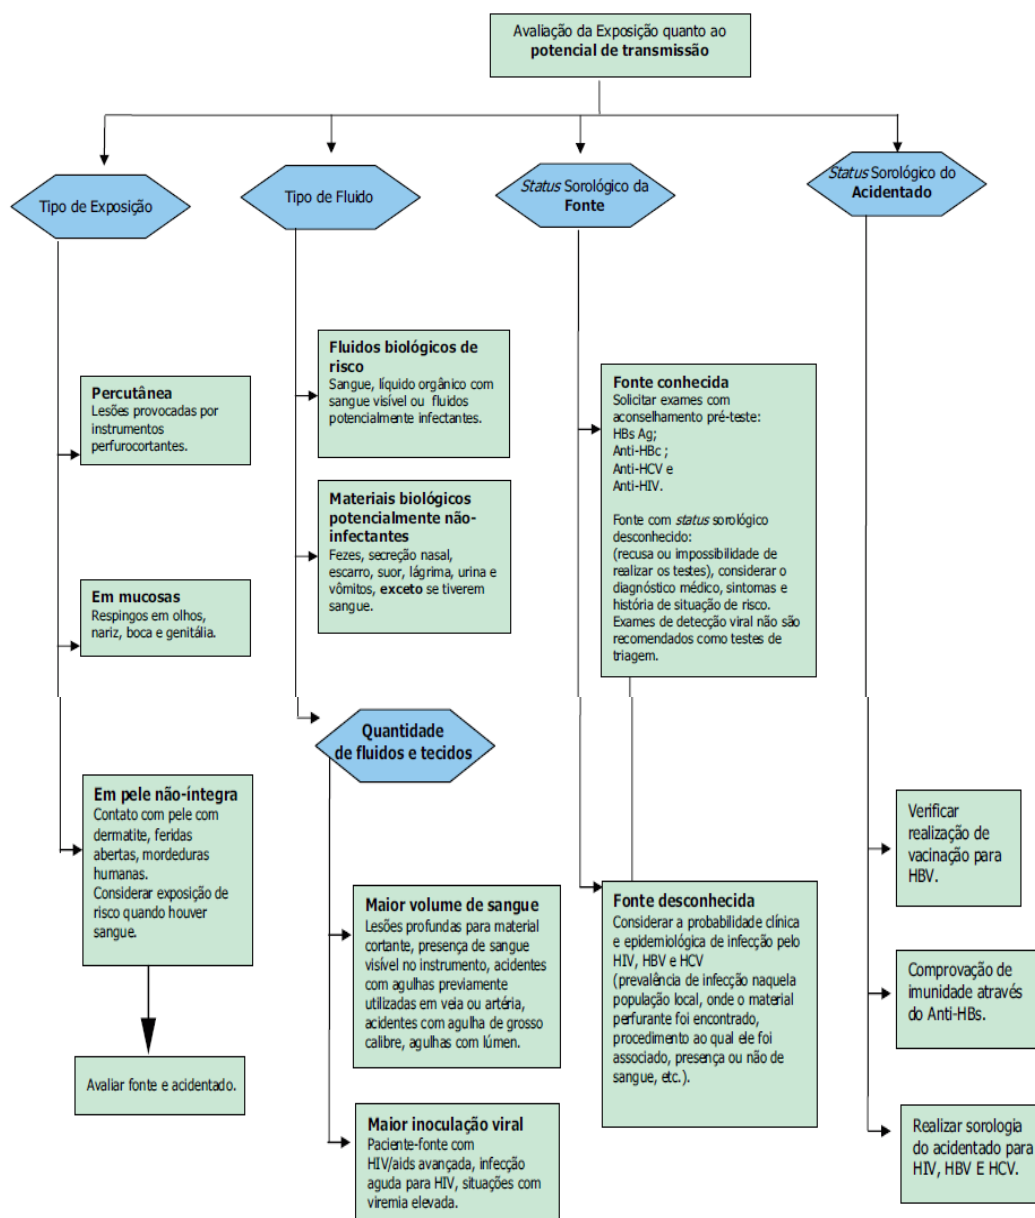 Avaliação da Exposição quanto ao
potencial de transmissão
Tipo de Exposição
Percutânea
Lesões provocadas por
instrumentos
perfurocortantes.
Em mucosas
Respingos em olhos,
nariz, boca e genitália.
Em pele não-íntegra
Contato com pele com
dermatite, feridas
abertas, mordeduras
humanas.
Considerar exposição de
risco quando houver
sangue.
Avaliar fonte e acidentado.
Tipo de Fluido
Fluidos biológicos de
risco
Sangue, líquido orgânico com
sangue visível ou fluidos
potencialmente infectantes.
Materiais biológicos
potencialmente não-
infectantes
Fezes, secreção nasal,
escarro, suor, lágrima, urina e
vômitos, exceto se tiverem
sangue.
Quantidade
de fluidos e tecidos
Maior volume de sangue
Lesões profundas para material
cortante, presença de sangue
visível no instrumento, acidentes
com agulhas previamente
utilizadas em veia ou artéria,
acidentes com agulha de grosso
calibre, agulhas com lúmen.
Maior inoculação viral
Paciente-fonte com
HIV/aids avançada, infecção
aguda para HIV, situações com
viremia elevada.
Status Sorológico da
Fonte
Fonte conhecida
Solicitar exames com
aconselhamento pré-teste:
HBs Ag;
Anti-HBc ;
Anti-HCV e
Anti-HIV.
Fonte com status sorológico
desconhecido:
(recusa ou impossibilidade de
realizar os testes), considerar o
diagnóstico médico, sintomas e
história de situação de risco.
Exames de detecção viral não são
recomendados como testes de
triagem.
Fonte desconhecida
Considerar a probabilidade clínica
e epidemiológica de infecção pelo
HIV, HBV e HCV
(prevalência de infecção naquela
população local, onde o material
perfurante foi encontrado,
procedimento ao qual ele foi
associado, presença ou não de
sangue, etc.).
Status Sorológico do
Acidentado
Verificar
realização de
vacinação para
HBV.
Comprovação de
imunidade através
do Anti-HBs.
Realizar sorologia
do acidentado para
HIV, HBV E HCV.